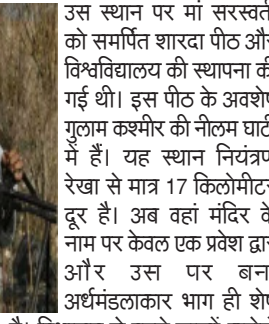 उस स्थान पर मां सरस्वती
को समर्पित शारदा पीठ और
विश्वविद्यालय की स्थापना की
गई थी। इस पीठ के अवशेष
गुलाम कश्मीर की नीलम घाटी
में हैं। यह स्थान नियंत्रण
रेखा से मात्र 17 किलोमीटर
दूर है। अब वहां मंदिर के
नाम पर केवल एक प्रवेश द्वार
और उस पर बना
अर्धमंडलाकार भाग ही शेष